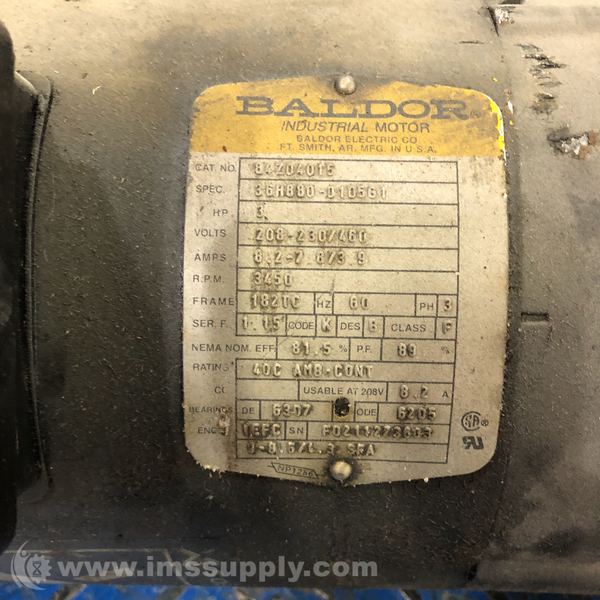 BALDOR®
INDUSTRIAL MOTOR
BALDOR ELECTRIC CO
FT. SMITH, AR. MFG. IN U.S.A.
CAT. NO. 84Z04015
SPEC. 36H880-0105G1
HP 3
VOLTS 208-230/460
AMPS 8.2-7.8/3.9
R.P.M. 3450
FRAME 182TC HZ 60 PH 3
SER. F. 1.15 CODE K DES B CLASS F
NEMA NOM. EFF. 81.5 % P.F. 89 %
RATING 40C AMB-CONT
CC USABLE AT 208V 8.2 A
BEARINGS DE 6307 ODE 6205
ENCL TEFC SN
SFA
NP1256
www.imssupply.com